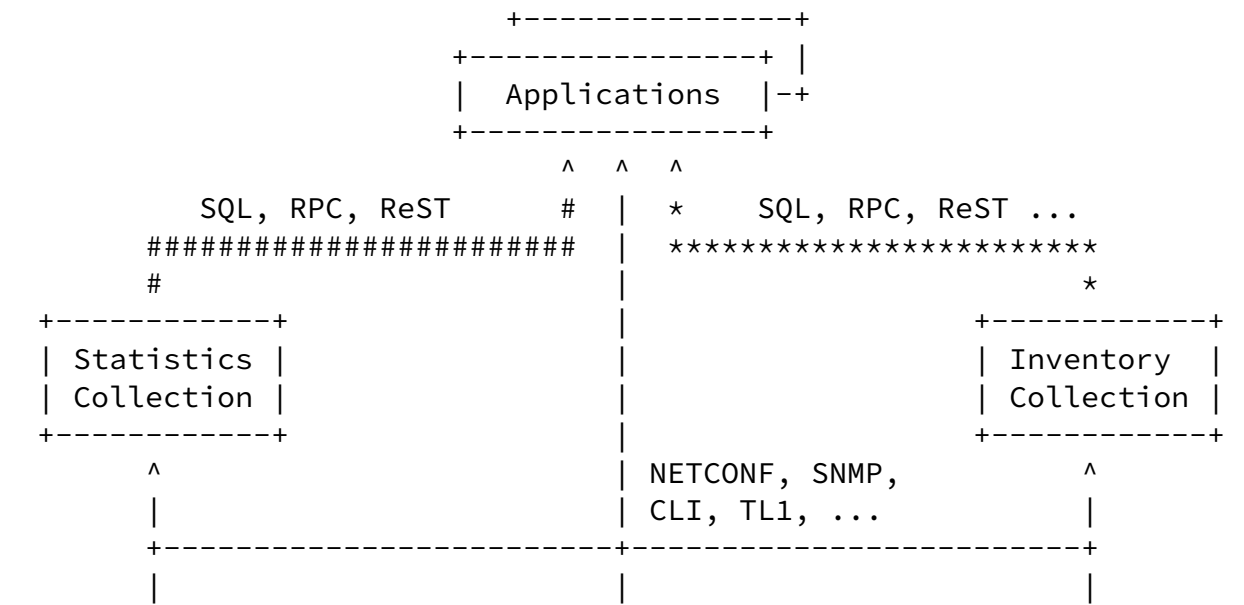 Applications
SQL, RPC, ReST
SQL, RPC, ReST ...
Statistics
Collection
Inventory
Collection
NETCONF, SNMP,
CLI, TL1, ...